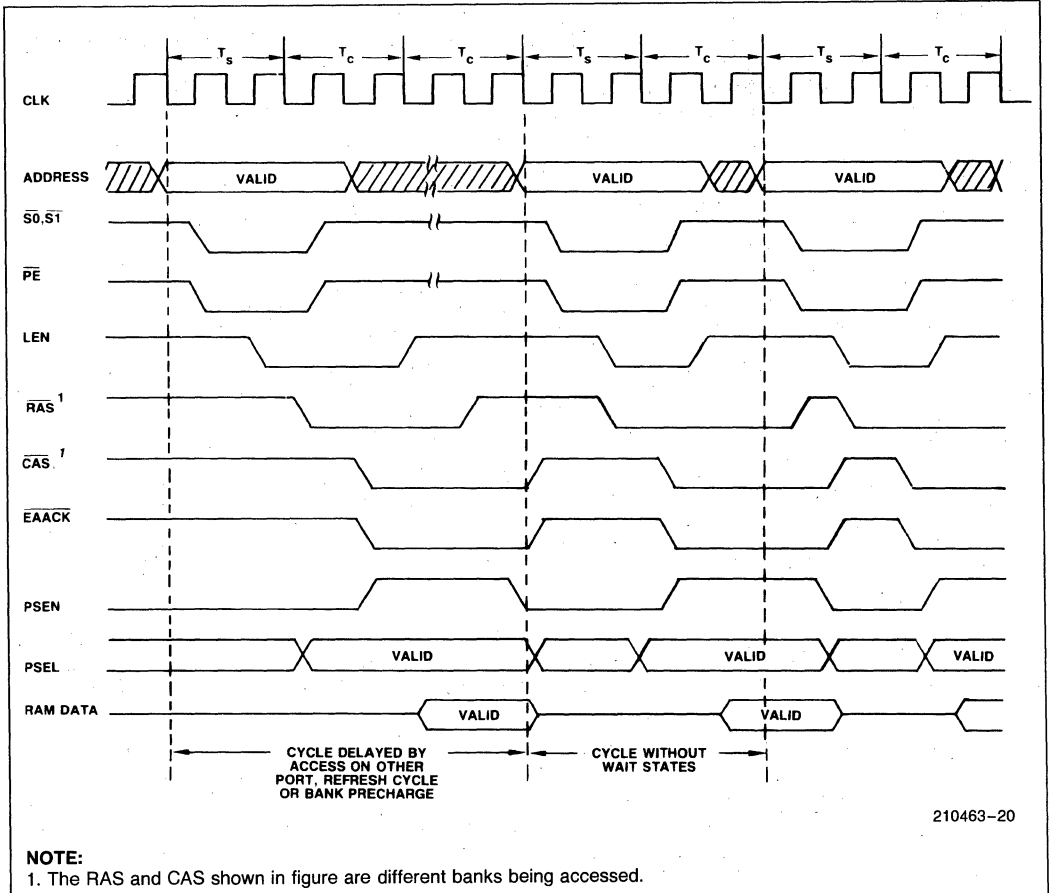 Ts Tc Tc Ts Tc Ts Tc
CLK
ADDRESS VALID VALID VALID
S0,S1
PE
LEN
RAS 1
CAS. 1
EAACK
PSEN
PSEL VALID VALID VALID
RAM DATA VALID VALID
CYCLE DELAYED BY
ACCESS ON OTHER
PORT, REFRESH CYCLE
OR BANK PRECHARGE
CYCLE WITHOUT
WAIT STATES
210463-20
NOTE:
1. The RAS and CAS shown in figure are different banks being accessed.